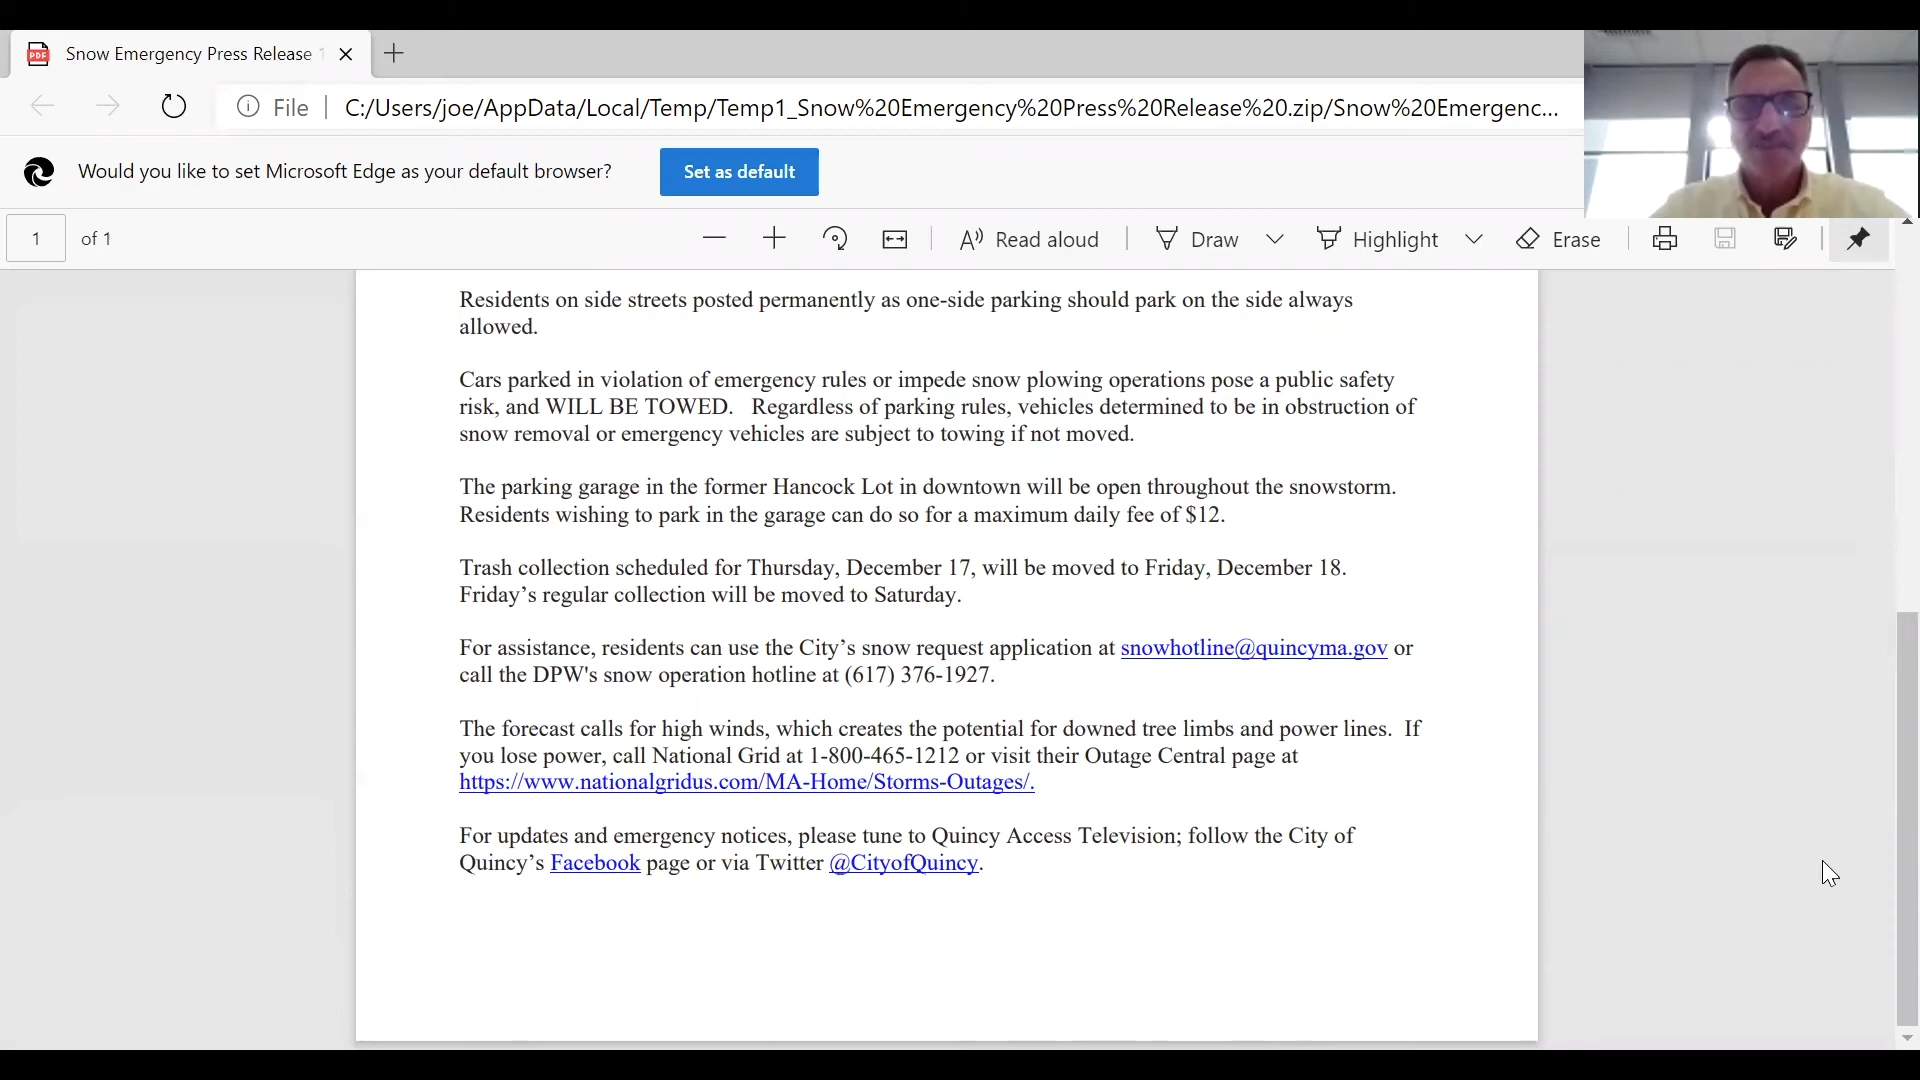 Snow Emergency Press Release 1
File
C:/Users/joe/AppData/Local/Temp/Temp1_Snow%20Emergency%20Press%20Release%20.zip/Snow%20Emergenc...
Would you like to set Microsoft Edge as your default browser?
Set as default
1 of 1
Read aloud
Draw
Highlight
Erase
Residents on side streets posted permanently as one-side parking should park on the side always
allowed.
Cars parked in violation of emergency rules or impede snow plowing operations pose a public safety
risk, and WILL BE TOWED. Regardless of parking rules, vehicles determined to be in obstruction of
snow removal or emergency vehicles are subject to towing if not moved.
The parking garage in the former Hancock Lot in downtown will be open throughout the snowstorm.
Residents wishing to park in the garage can do so for a maximum daily fee of $12.
Trash collection scheduled for Thursday, December 17, will be moved to Friday, December 18.
Friday’s regular collection will be moved to Saturday.
For assistance, residents can use the City’s snow request application at snowhotline@quincyma.gov or
call the DPW's snow operation hotline at (617) 376-1927.
The forecast calls for high winds, which creates the potential for downed tree limbs and power lines. If
you lose power, call National Grid at 1-800-465-1212 or visit their Outage Central page at
https://www.nationalgridus.com/MA-Home/Storms-Outages/.
For updates and emergency notices, please tune to Quincy Access Television; follow the City of
Quincy’s Facebook page or via Twitter @CityofQuincy.